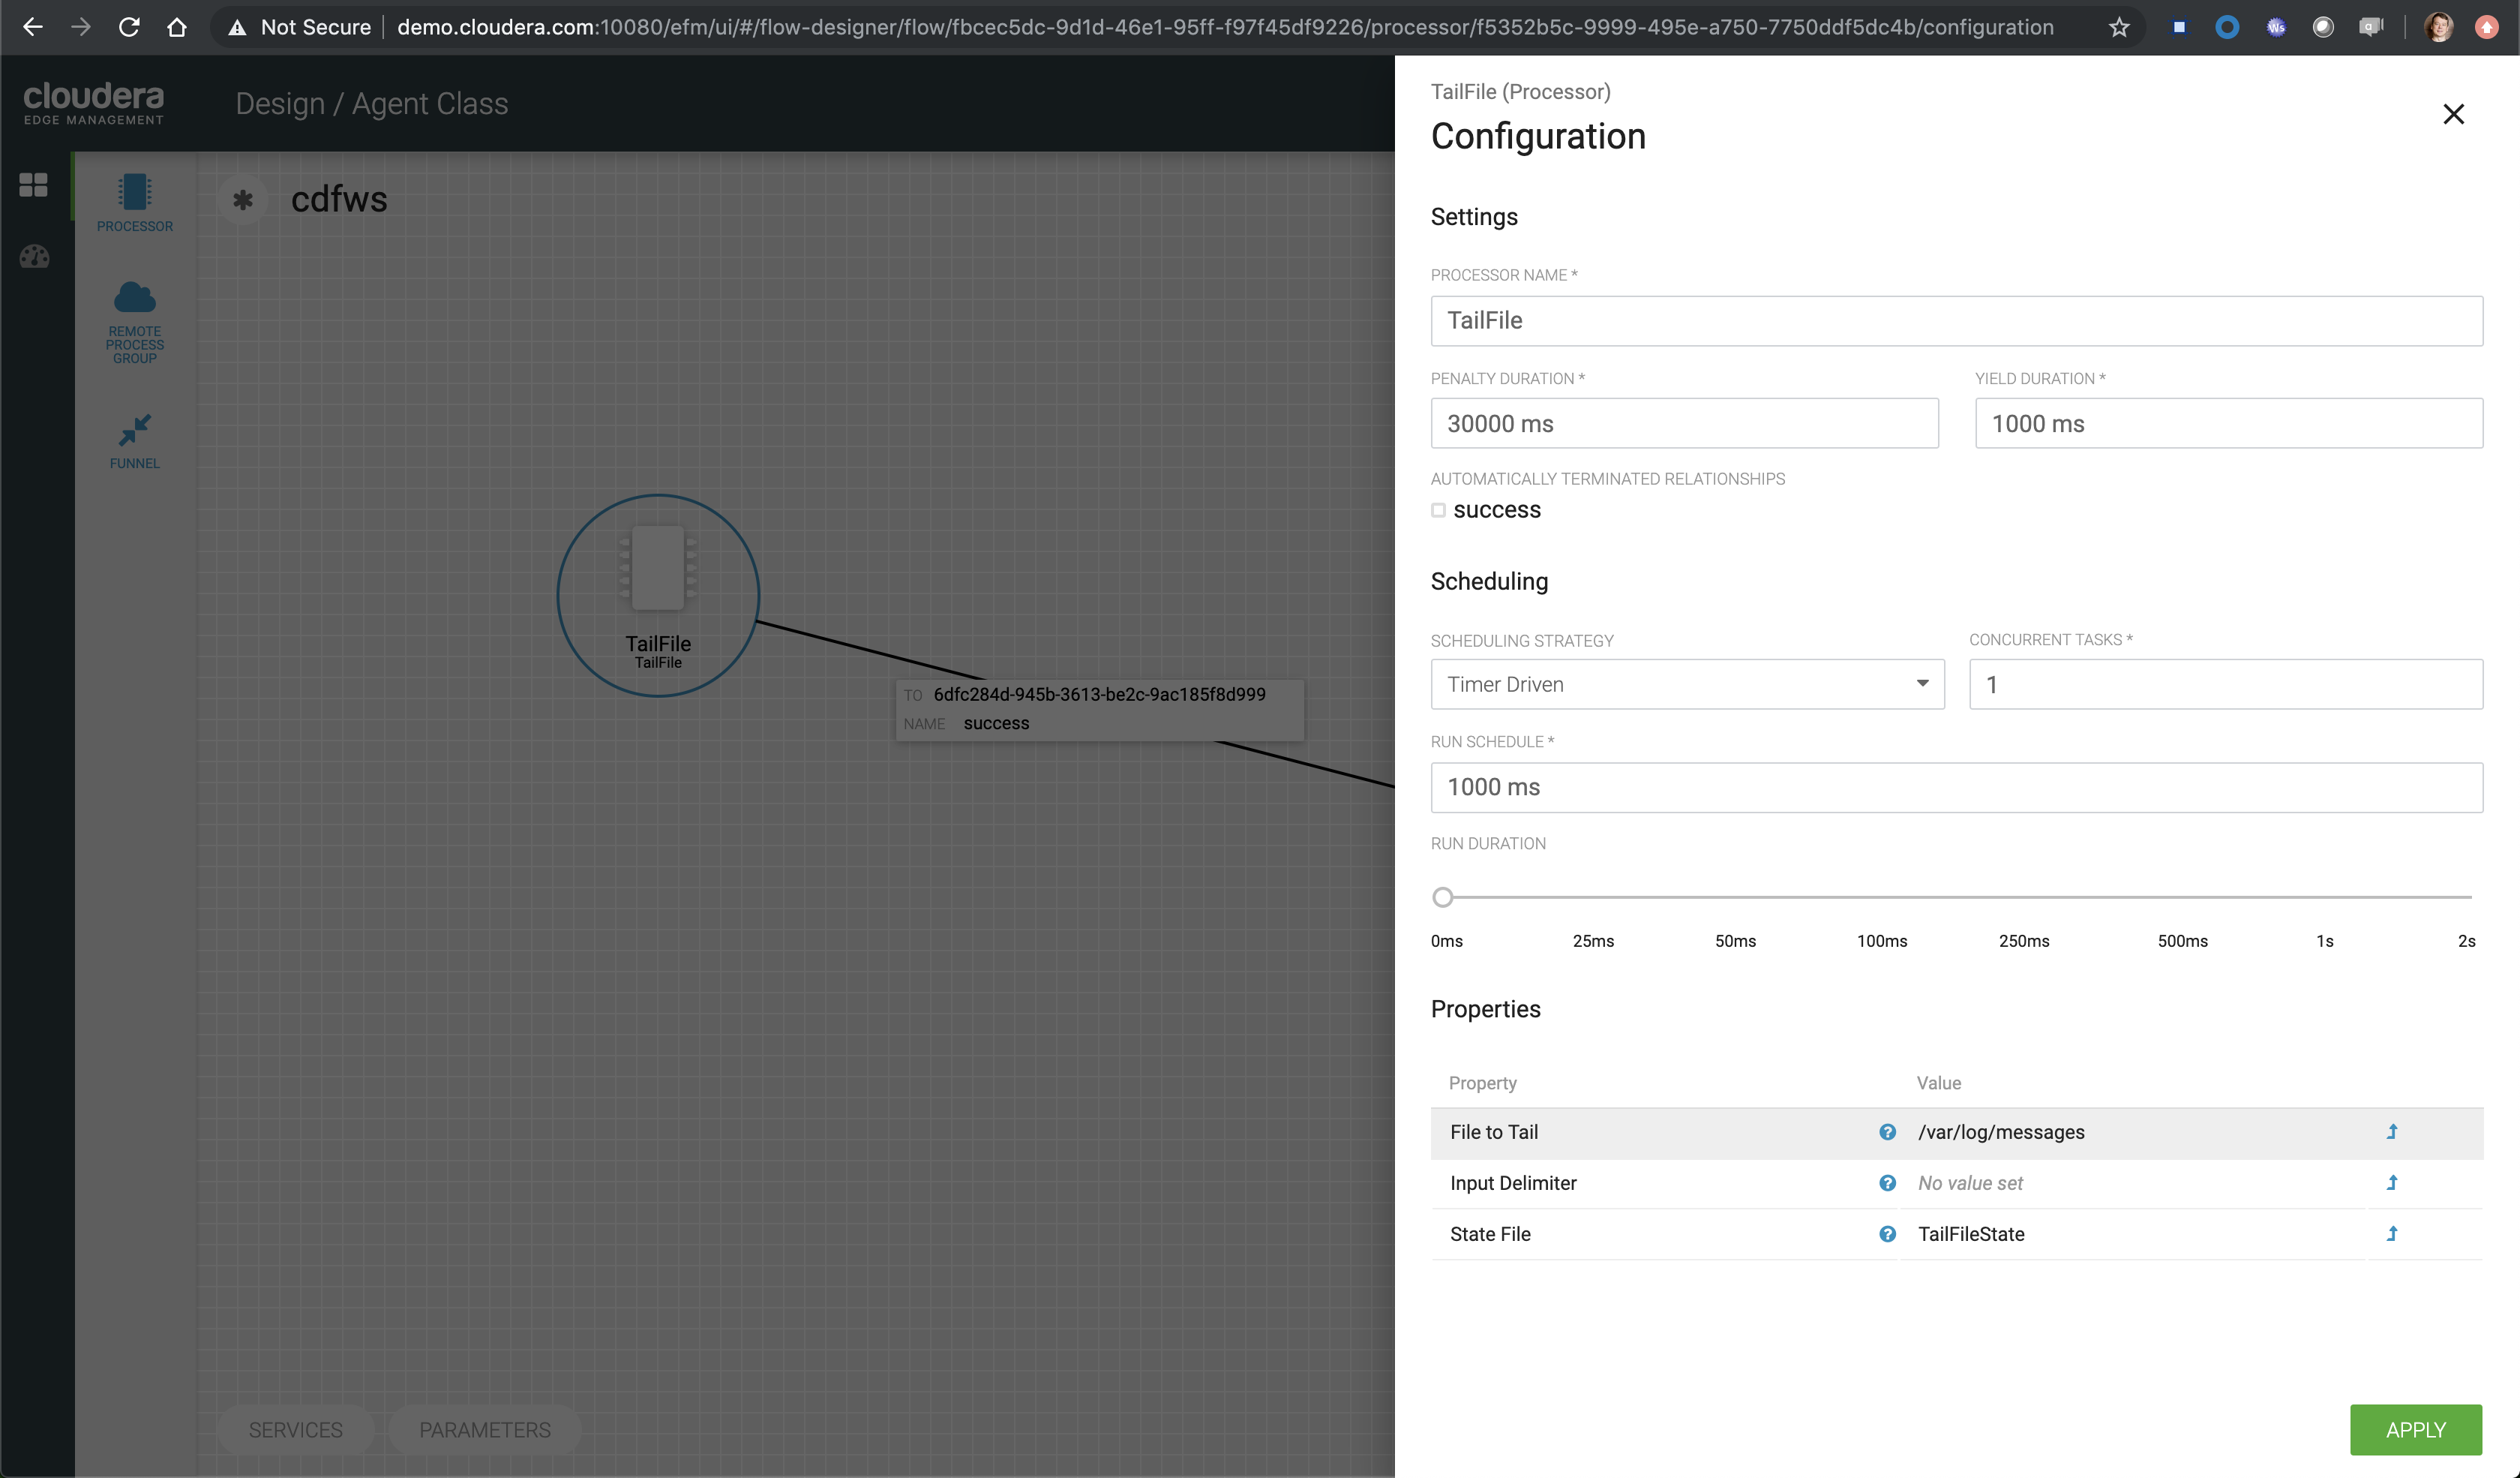 Not Secure
demo.cloudera.com:10080/efm/ui/#/flow-designer/flow/fbcec5dc-9d1d-46e1-95ff-f97f45df9226/processor/f5352b5c-9999-495e-a750-7750ddf5dc4b/configuration
Ws
cloudera
EDGE MANAGEMENT
Design / Agent Class
PROCESSOR
REMOTE
PROCESS
GROUP
FUNNEL
cdfws
TailFile
TailFile
TO 6dfc284d-945b-3613-be2c-9ac185f8d999
NAME success
SERVICES
PARAMETERS
TailFile (Processor)
Configuration
Settings
PROCESSOR NAME *
TailFile
PENALTY DURATION * YIELD DURATION *
30000 ms 1000 ms
AUTOMATICALLY TERMINATED RELATIONSHIPS
success
Scheduling
SCHEDULING STRATEGY CONCURRENT TASKS *
Timer Driven 1
RUN SCHEDULE *
1000 ms
RUN DURATION
0ms 25ms 50ms 100ms 250ms 500ms 1s 2s
Properties
Property Value
File to Tail ? /var/log/messages
Input Delimiter ? No value set
State File ? TailFileState
APPLY